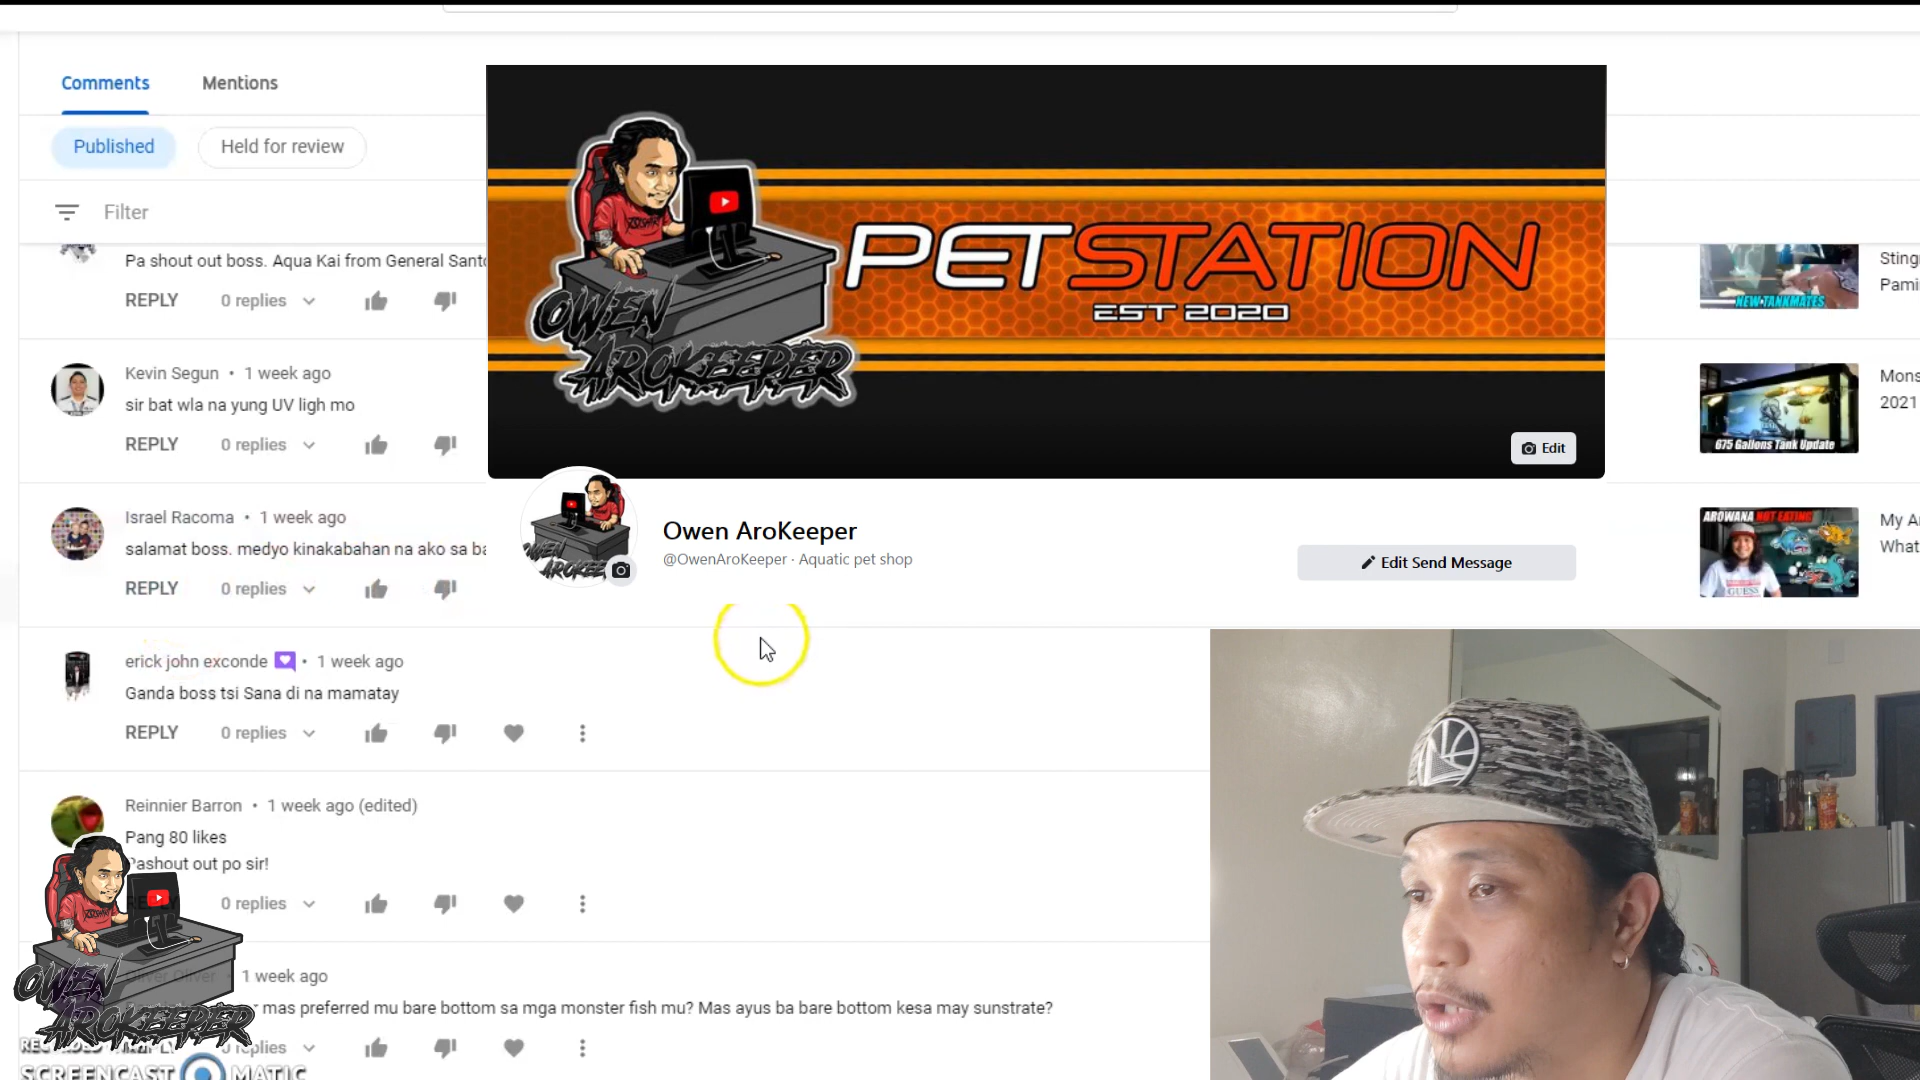 Comments
Mentions
Published
Held for review
Filter
Pa shout out boss. Aqua Kai from General Sant
REPLY
0 replies
Kevin Segun • 1 week ago
sir bat wla na yung UV ligh mo
REPLY
0 replies
Israel Racoma • 1 week ago
salamat boss. medyo kinakabahan na ako sa ba
REPLY
0 replies
erick john exconde • 1 week ago
Ganda boss tsi Sana di na mamatay
REPLY
0 replies
Reinnier Barron • 1 week ago (edited)
Pang 80 likes
Pashout out po sir!
0 replies
Oliver Oliver • 1 week ago
mas preferred mu bare bottom sa mga monster fish mu? Mas ayus ba bare bottom kesa may sunstrate?
replies
OWEN
AROKEEPER
SCREENCAST MATIC
OWEN
AROKEEPER
PETSTATION
EST 2020
Edit
Owen AroKeeper
@OwenAroKeeper · Aquatic pet shop
Edit Send Message
NEW TANKMATES
Sting
Pami
675 Gallons Tank Update
Mons
2021
AROWANA NOT EATING
GUESS
My A
What